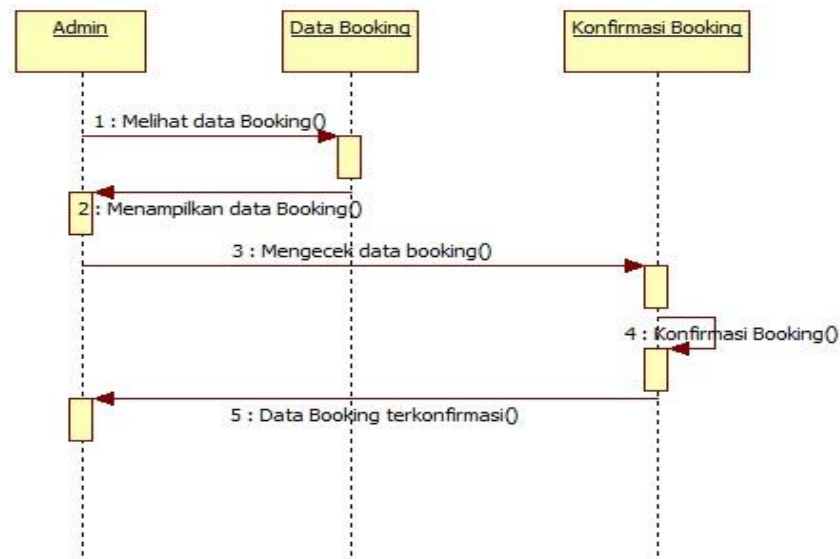 Admin
Data Booking
Konfirmasi Booking
1 : Melihat data Booking()
2 : Menampilkan data Booking()
3 : Mengecek data booking()
4 : Konfirmasi Booking()
5 : Data Booking terkonfirmasi()